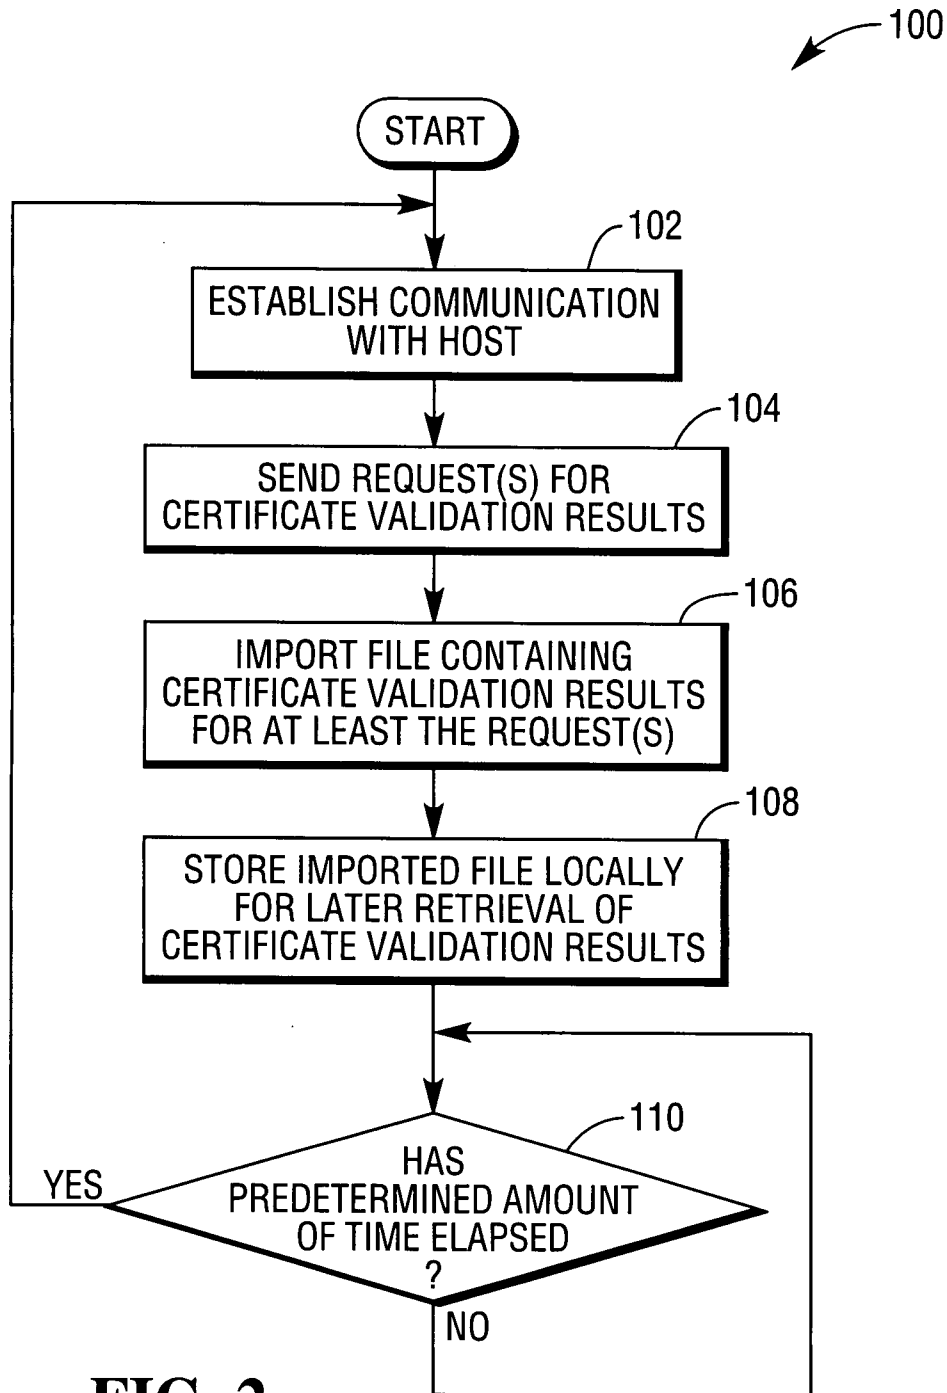 100
START
102
ESTABLISH COMMUNICATION
WITH HOST
104
SEND REQUEST(S) FOR
CERTIFICATE VALIDATION RESULTS
106
IMPORT FILE CONTAINING
CERTIFICATE VALIDATION RESULTS
FOR AT LEAST THE REQUEST(S)
108
STORE IMPORTED FILE LOCALLY
FOR LATER RETRIEVAL OF
CERTIFICATE VALIDATION RESULTS
110
YES
HAS
PREDETERMINED AMOUNT
OF TIME ELAPSED
?
NO
FIG. 2